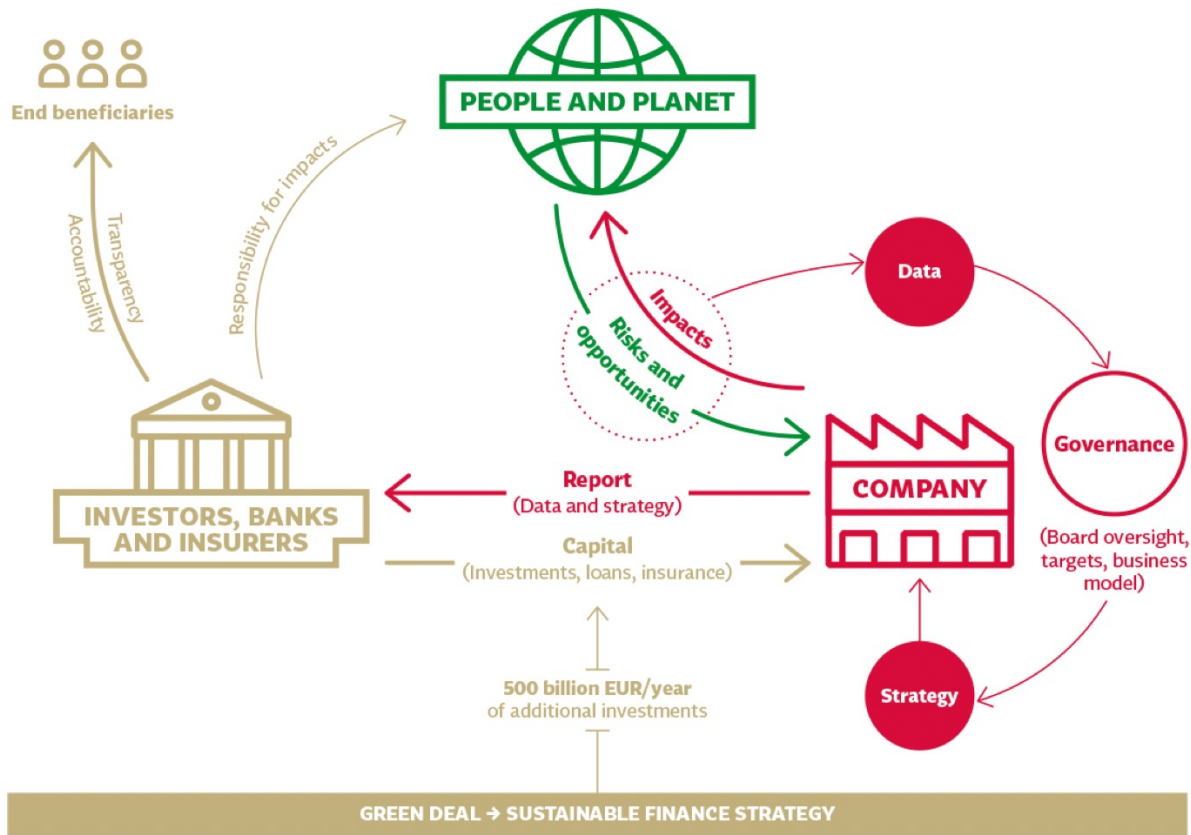 End beneficiaries
PEOPLE AND PLANET
Transparency
Accountability
Responsibility for impacts
Data
Impacts
Risks and
opportunities
Governance
(Board oversight,
targets, business
model)
COMPANY
Report
(Data and strategy)
INVESTORS, BANKS
AND INSURERS
Capital
(Investments, loans, insurance)
Strategy
500 billion EUR/year
of additional investments
GREEN DEAL → SUSTAINABLE FINANCE STRATEGY